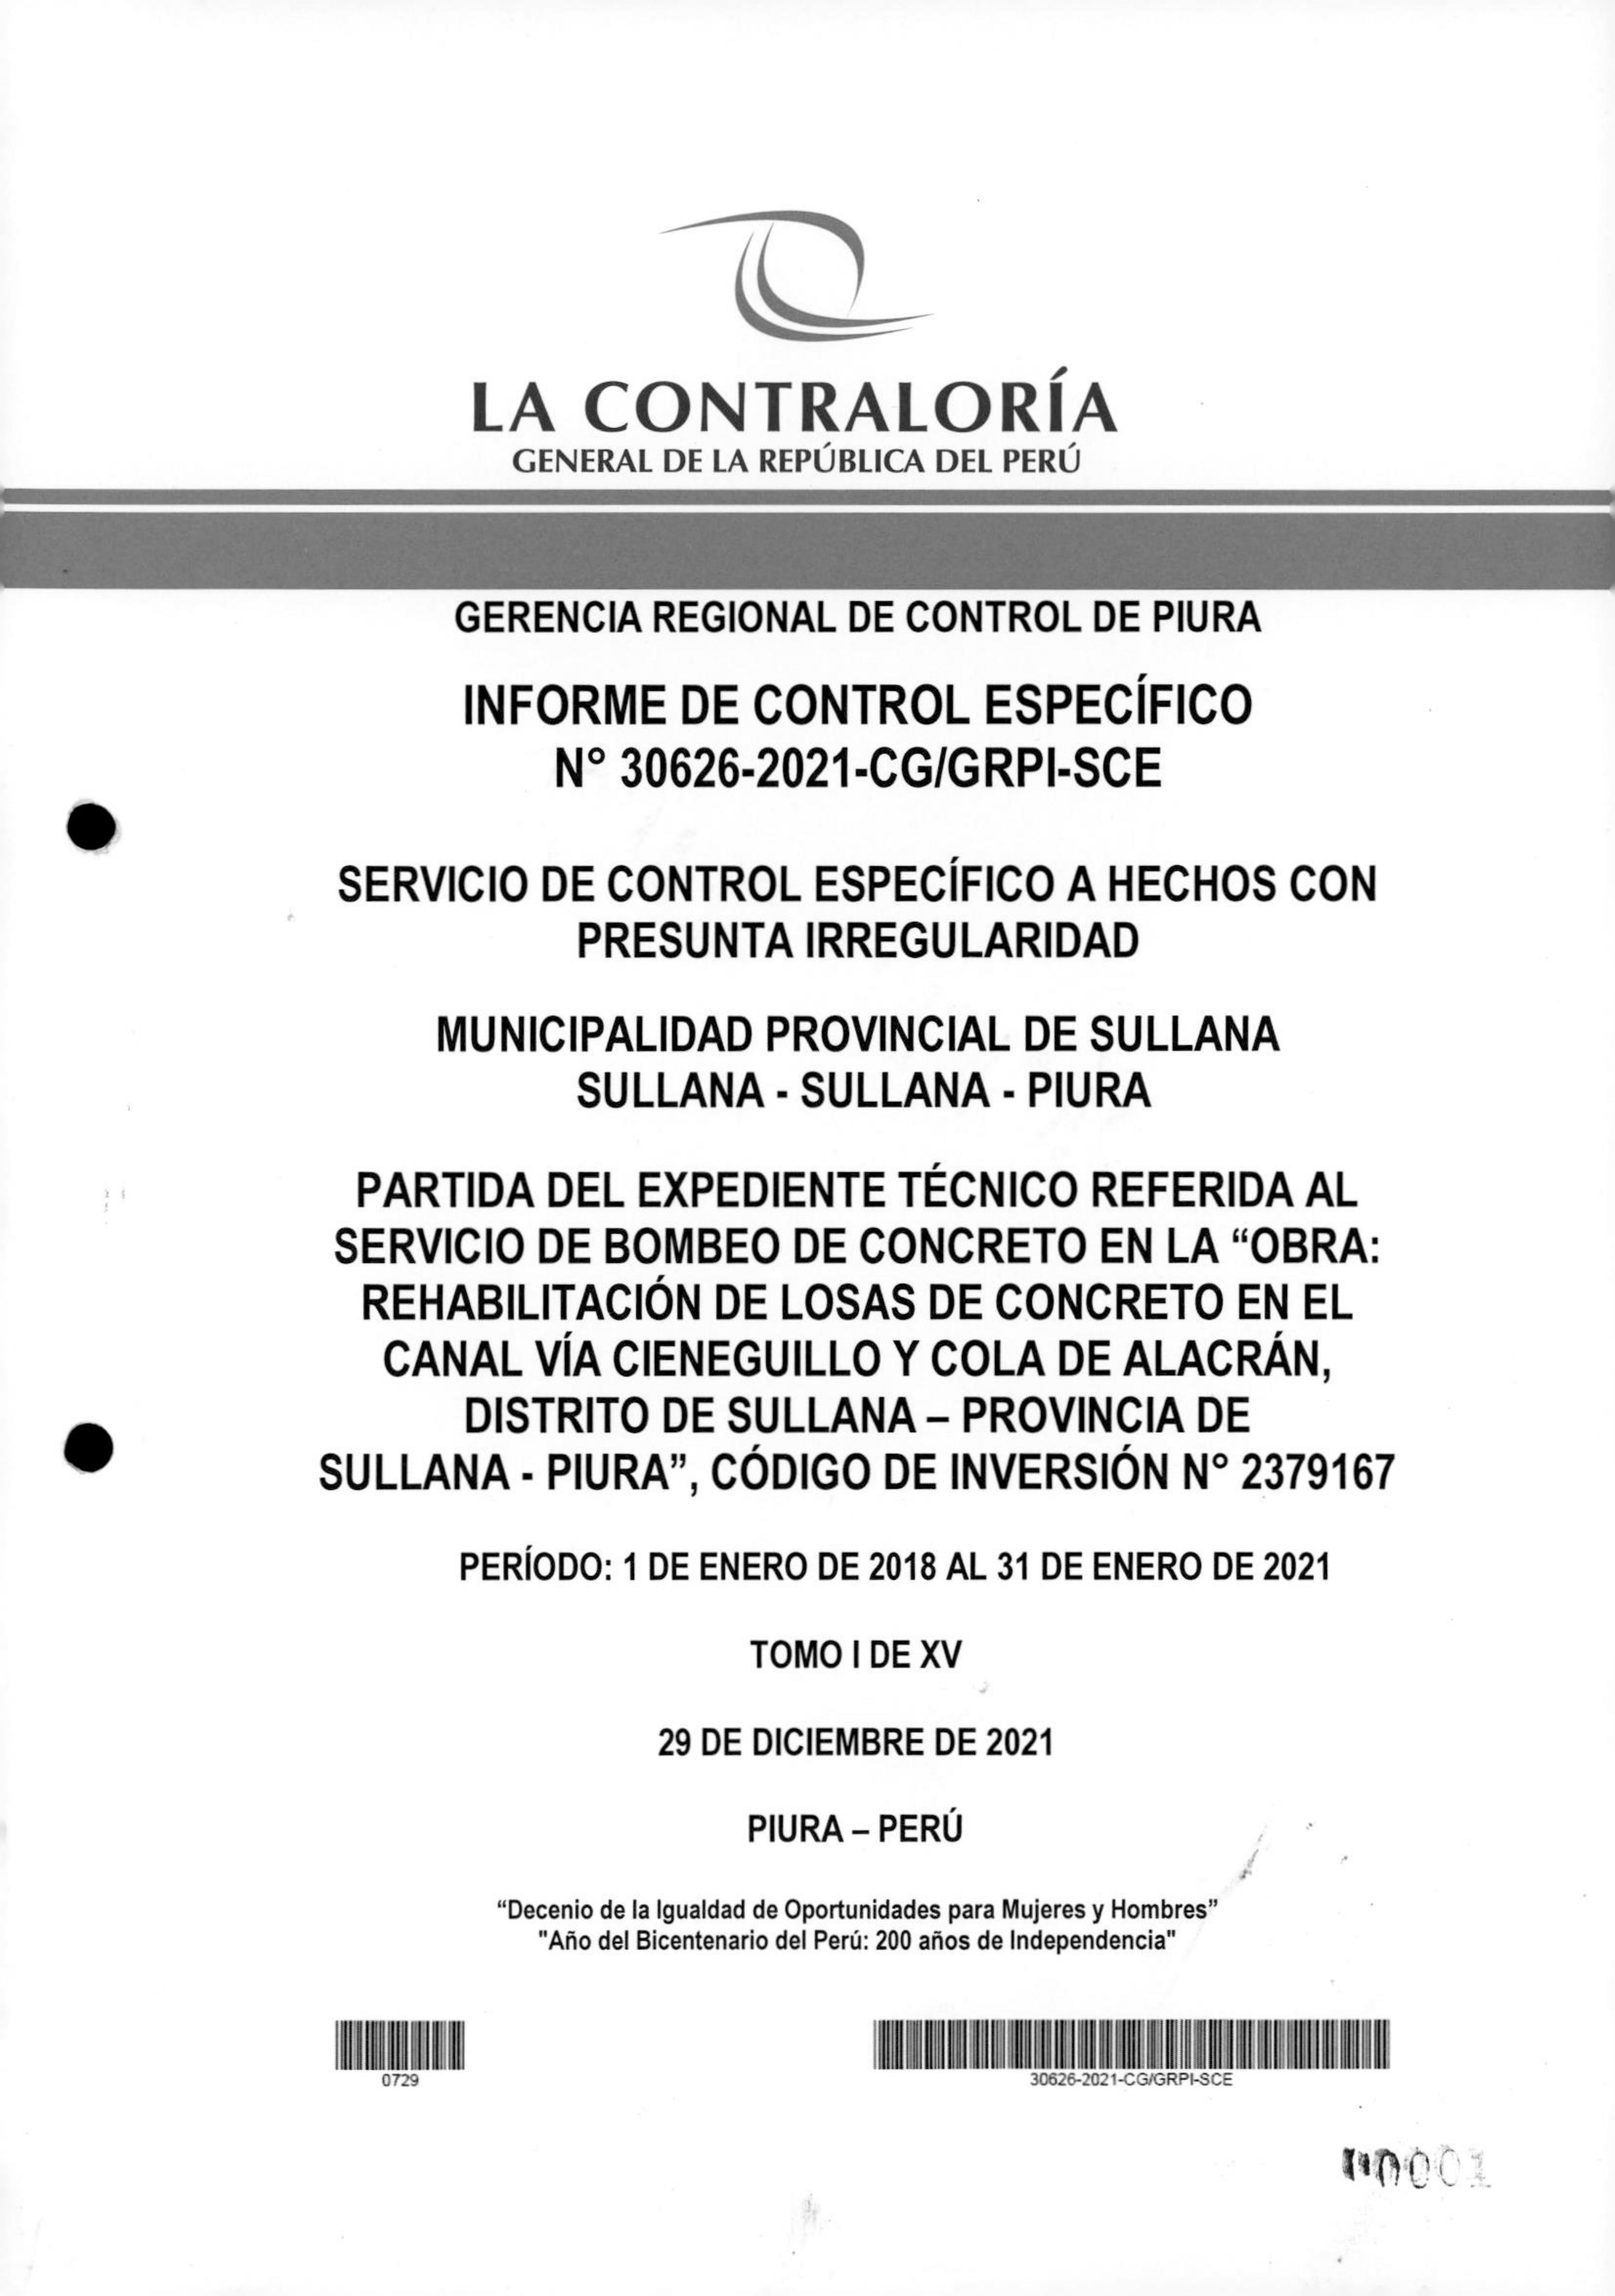 LA CONTRALORÍA
GENERAL DE LA REPÚBLICA DEL PERÚ
GERENCIA REGIONAL DE CONTROL DE PIURA
INFORME DE CONTROL ESPECÍFICO
N° 30626-2021-CG/GRPI-SCE
SERVICIO DE CONTROL ESPECÍFICO A HECHOS CON
PRESUNTA IRREGULARIDAD
MUNICIPALIDAD PROVINCIAL DE SULLANA
SULLANA - SULLANA - PIURA
PARTIDA DEL EXPEDIENTE TÉCNICO REFERIDA AL
SERVICIO DE BOMBEO DE CONCRETO EN LA “OBRA:
REHABILITACIÓN DE LOSAS DE CONCRETO EN EL
CANAL VÍA CIENEGUILLO Y COLA DE ALACRÁN,
DISTRITO DE SULLANA – PROVINCIA DE
SULLANA - PIURA”, CÓDIGO DE INVERSIÓN N° 2379167
PERÍODO: 1 DE ENERO DE 2018 AL 31 DE ENERO DE 2021
TOMO I DE XV
29 DE DICIEMBRE DE 2021
PIURA – PERÚ
“Decenio de la Igualdad de Oportunidades para Mujeres y Hombres”
"Año del Bicentenario del Perú: 200 años de Independencia"
0729
30626-2021-CG/GRPI-SCE